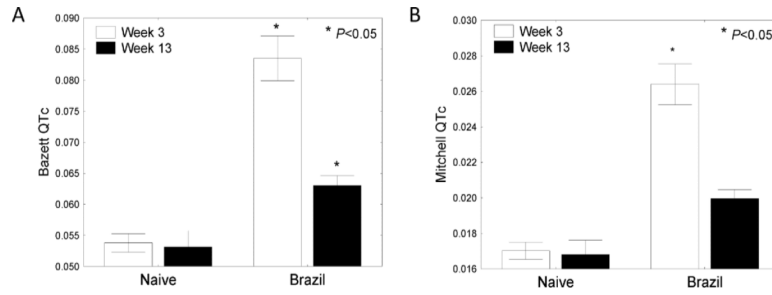 A
0.090
0.085
0.080
0.075
0.070
0.065
0.060
0.055
0.050
Bazett QTc
Week 3
Week 13
* P<0.05
*
*
Naive
Brazil
B
0.030
0.028
0.026
0.024
0.022
0.020
0.018
0.016
Mitchell QTc
Week 3
Week 13
* P<0.05
*
Naive
Brazil